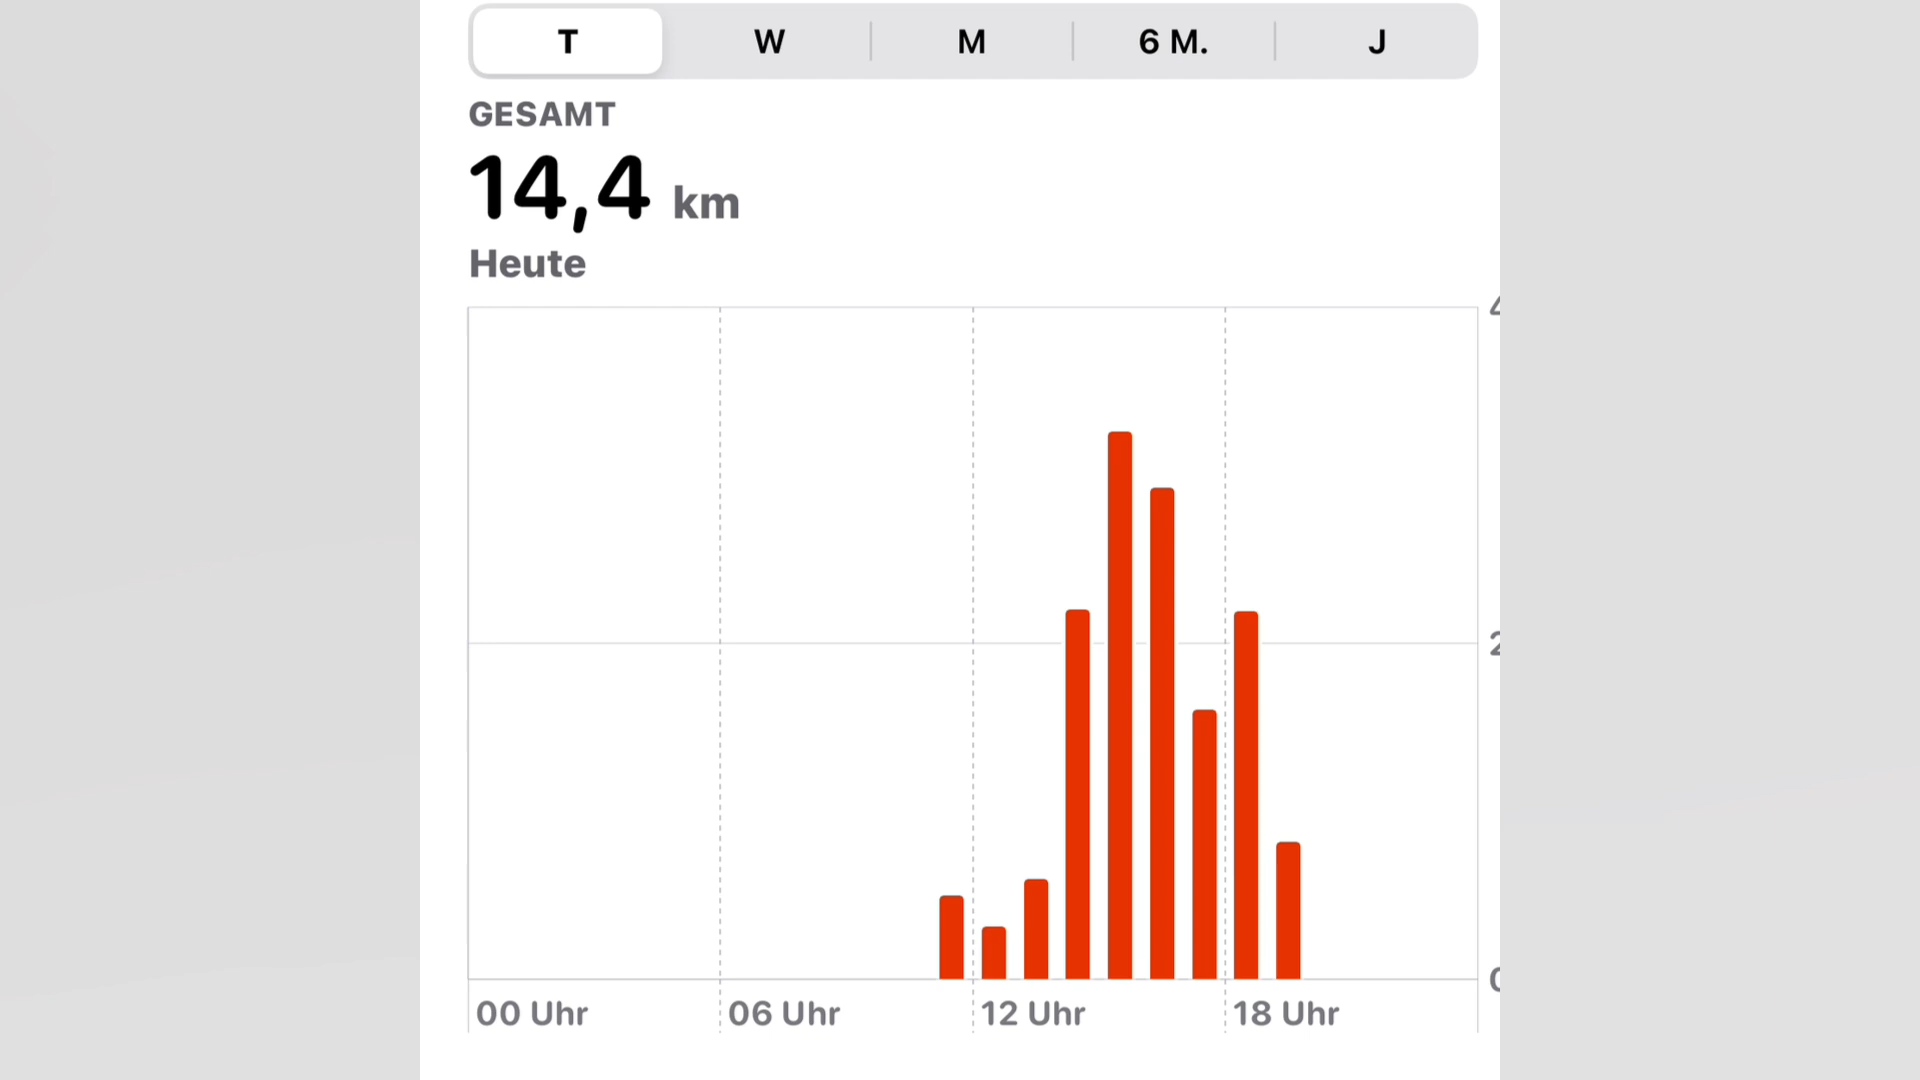 T W M 6 M. J
GESAMT
14,4 km
Heute
00 Uhr 06 Uhr 12 Uhr 18 Uhr